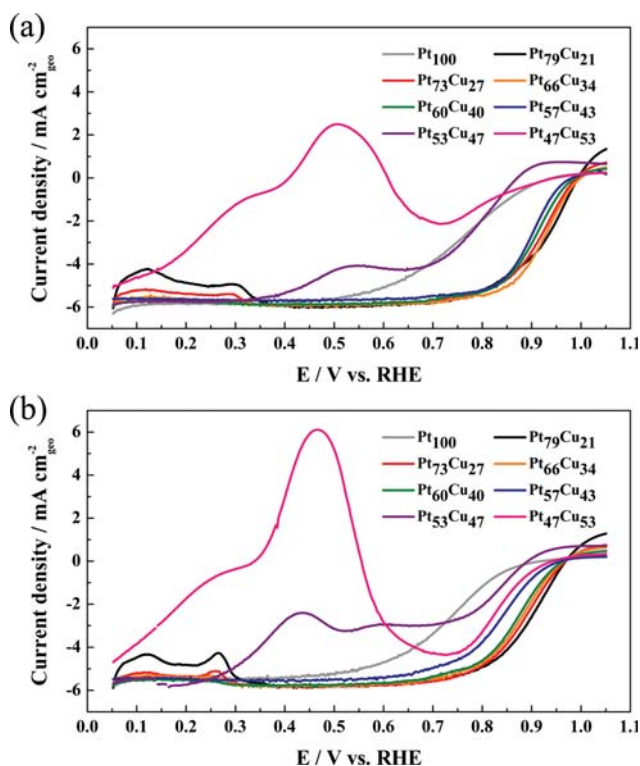 (a)
Pt100 Pt79Cu21
Pt73Cu27 Pt66Cu34
Pt60Cu40 Pt57Cu43
Pt53Cu47 Pt47Cu53
Current density / mA cm-2geo
6
4
2
0
-2
-4
-6
0.0 0.1 0.2 0.3 0.4 0.5 0.6 0.7 0.8 0.9 1.0 1.1
E / V vs. RHE
(b)
Pt100 Pt79Cu21
Pt73Cu27 Pt66Cu34
Pt60Cu40 Pt57Cu43
Pt53Cu47 Pt47Cu53
Current density / mA cm-2geo
6
4
2
0
-2
-4
-6
0.0 0.1 0.2 0.3 0.4 0.5 0.6 0.7 0.8 0.9 1.0 1.1
E / V vs. RHE